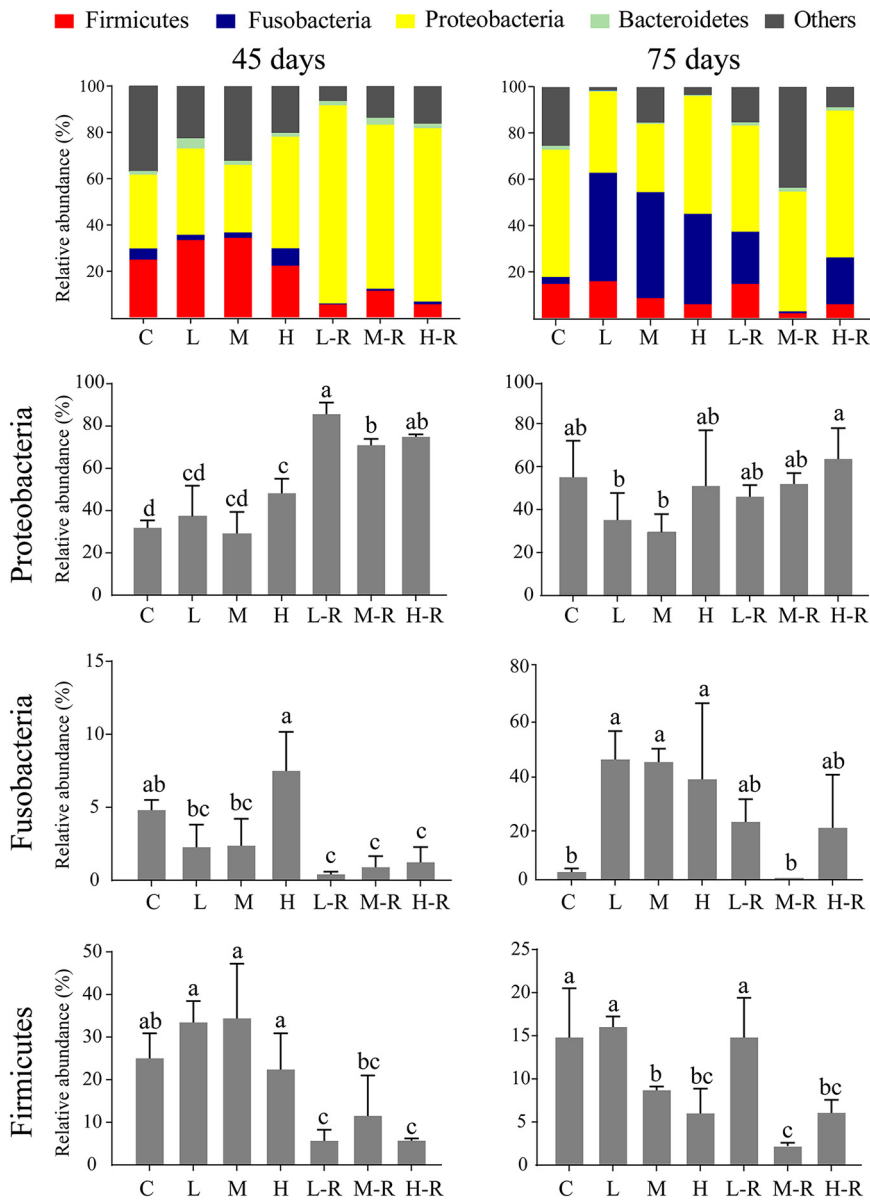 Firmicutes Fusobacteria Proteobacteria Bacteroidetes Others
45 days 75 days
Relative abundance (%)
100
80
60
40
20
C L M H L-R M-R H-R
100
80
60
40
20
C L M H L-R M-R H-R
Proteobacteria
Relative abundance (%)
100
80
60
40
20
0
d cd cd c a b ab
C L M H L-R M-R H-R
100
80
60
40
20
0
ab b b ab ab ab a
C L M H L-R M-R H-R
Fusobacteria
Relative abundance (%)
15
10
5
0
ab bc bc a c c c
C L M H L-R M-R H-R
80
60
40
20
0
b a a a ab b ab
C L M H L-R M-R H-R
Firmicutes
Relative abundance (%)
50
40
30
20
10
0
ab a a a c bc c
C L M H L-R M-R H-R
25
20
15
10
5
0
a a b bc a c bc
C L M H L-R M-R H-R